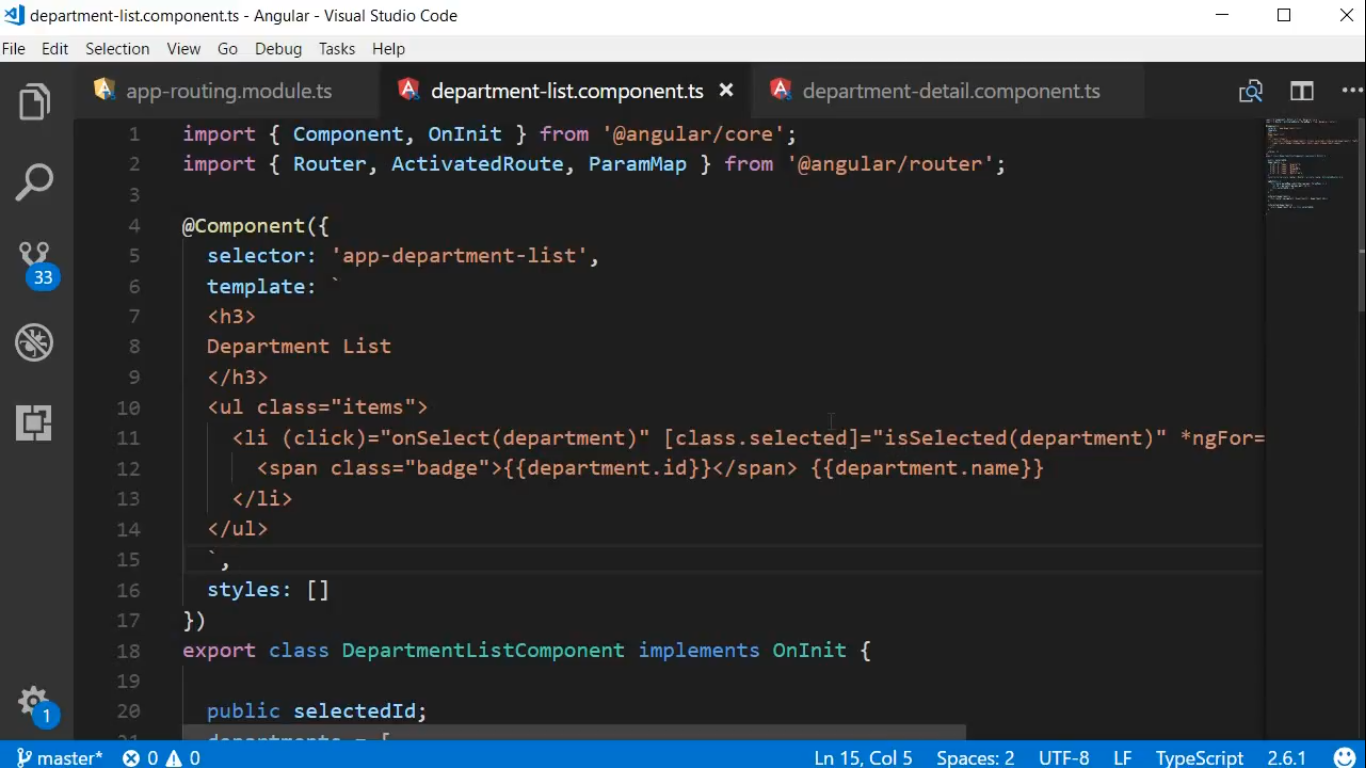 department-list.component.ts - Angular - Visual Studio Code
File Edit Selection View Go Debug Tasks Help
app-routing.module.ts department-list.component.ts × department-detail.component.ts
1 import { Component, OnInit } from '@angular/core';
2 import { Router, ActivatedRoute, ParamMap } from '@angular/router';
3
4 @Component({
5 selector: 'app-department-list',
6 template: `
7 <h3>
8 Department List
9 </h3>
10 <ul class="items">
11 <li (click)="onSelect(department)" [class.selected]="isSelected(department)" *ngFor=
12 <span class="badge">{{department.id}}</span> {{department.name}}
13 </li>
14 </ul>
15 `,
16 styles: []
17 })
18 export class DepartmentListComponent implements OnInit {
19
20 public selectedId;
21 departments = [
33
1
master* 0 0 Ln 15, Col 5 Spaces: 2 UTF-8 LF TypeScript 2.6.1